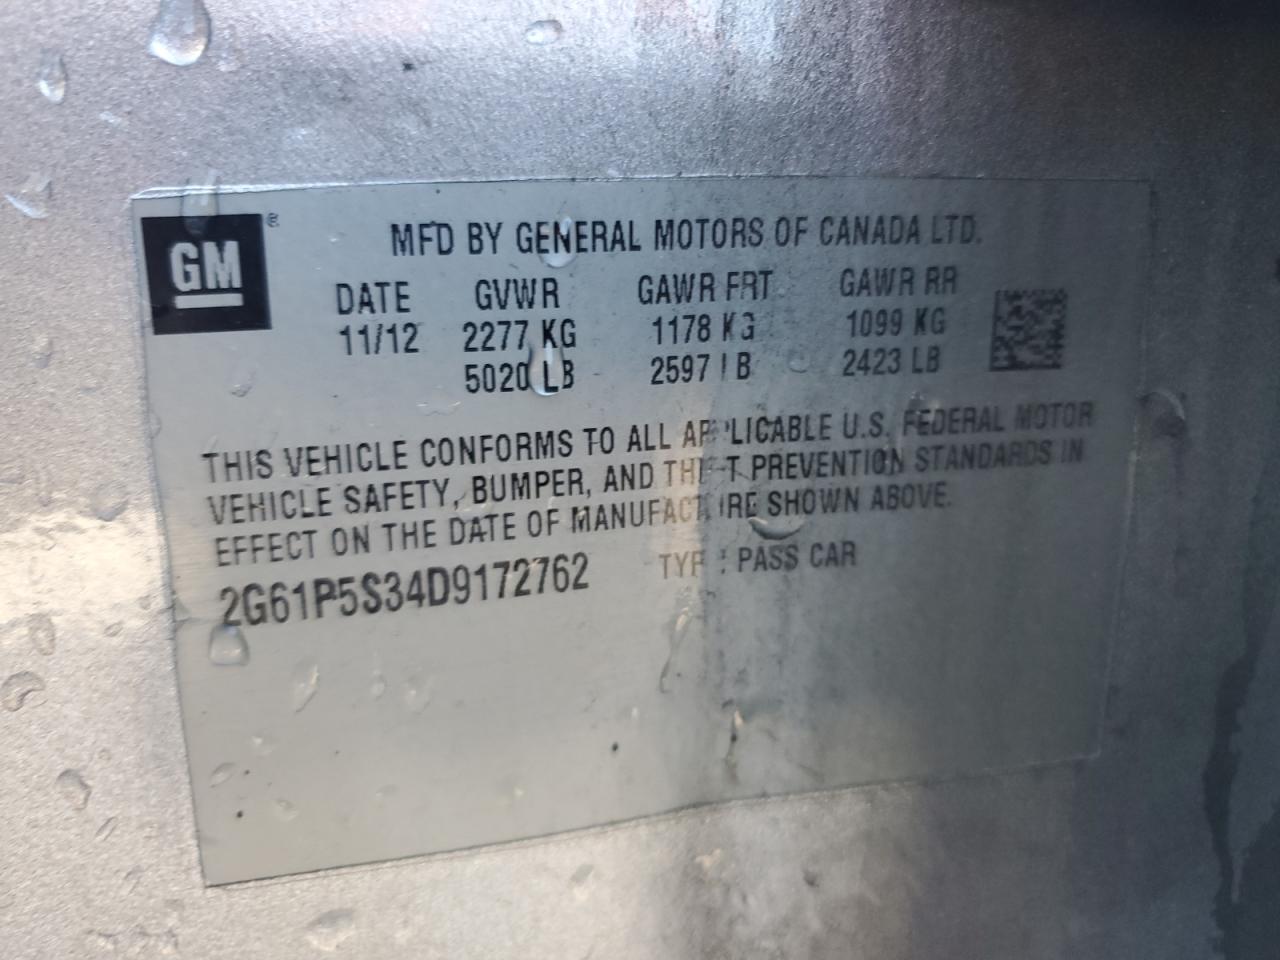 GM®
MFD BY GENERAL MOTORS OF CANADA LTD.
DATE GVWR GAWR FRT GAWR RR
11/12 2277 KG 1178 KG 1099 KG
5020 LB 2597 LB 2423 LB
THIS VEHICLE CONFORMS TO ALL APPLICABLE U.S. FEDERAL MOTOR
VEHICLE SAFETY, BUMPER, AND THEFT PREVENTION STANDARDS IN
EFFECT ON THE DATE OF MANUFACTURE SHOWN ABOVE.
2G61P5S34D9172762 TYPE: PASS CAR